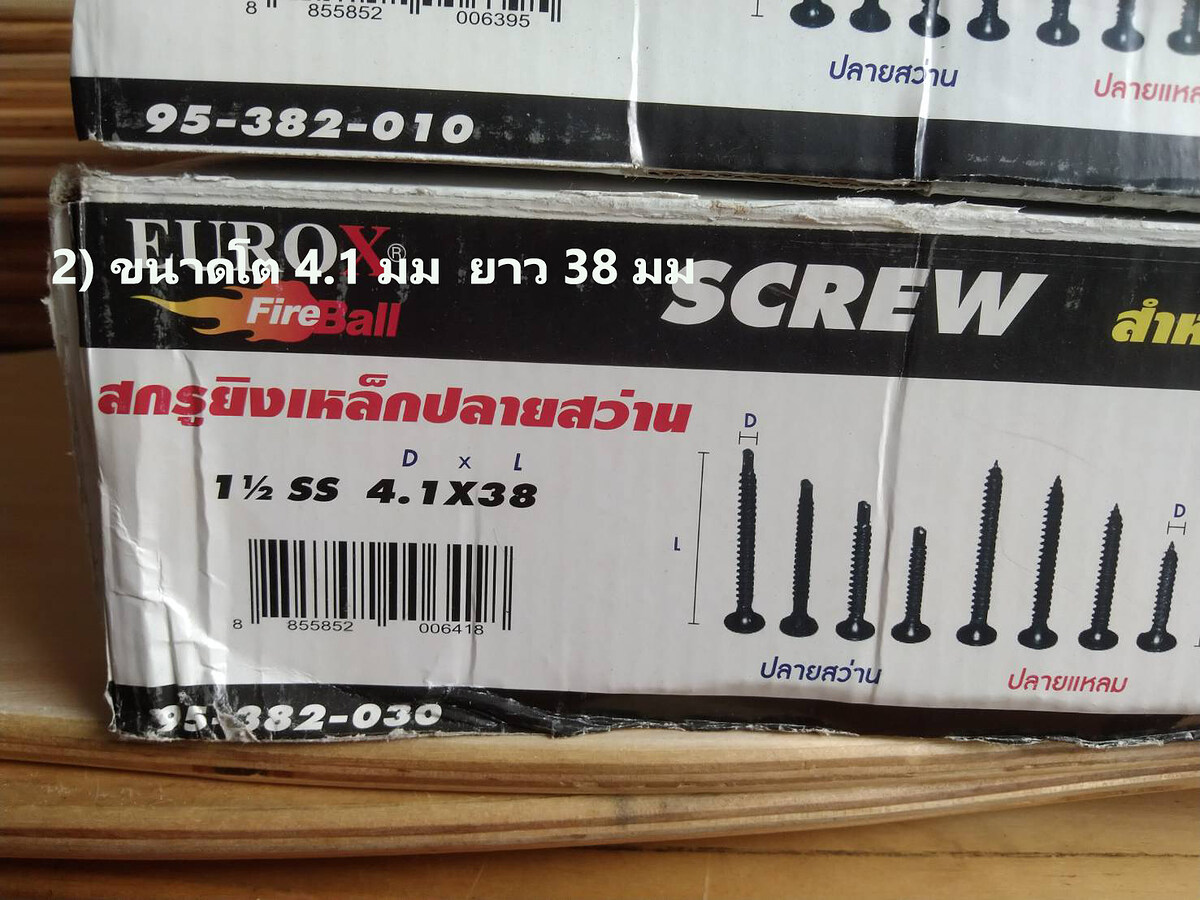 8 855852 006395
ปลายสว่าน
ปลายแหล
95-382-010
EUROX®
2) ขนาดโต 4.1 มม ยาว 38 มม
FireBall
SCREW
สำห
สกรูยิงเหล็กปลายสว่าน
D x L
1½ SS 4.1X38
D
L
D
8 855852 006418
ปลายสว่าน
ปลายแหลม
95-382-030